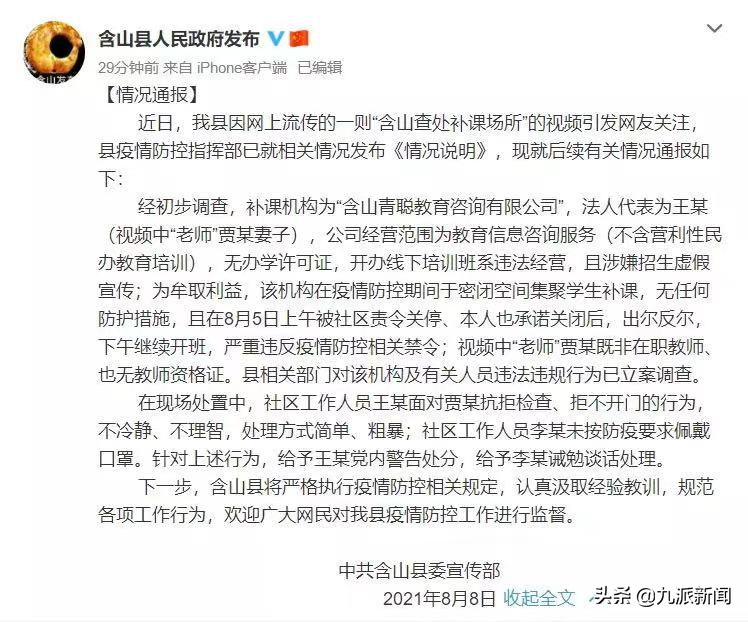 含山县人民政府发布
29分钟前 来自 iPhone客户端 已编辑
含山发布
【情况通报】
近日，我县因网上流传的一则“含山查处补课场所”的视频引发网友关注，
县疫情防控指挥部已就相关情况发布《情况说明》，现就后续有关情况通报如
下：
经初步调查，补课机构为“含山青聪教育咨询有限公司”，法人代表为王某
（视频中“老师”贾某妻子），公司经营范围为教育信息咨询服务（不含营利性民
办教育培训），无办学许可证，开办线下培训班系违法经营，且涉嫌招生虚假
宣传；为牟取利益，该机构在疫情防控期间于密闭空间集聚学生补课，无任何
防护措施，且在8月5日上午被社区责令关停、本人也承诺关闭后，出尔反尔，
下午继续开班，严重违反疫情防控相关禁令；视频中“老师”贾某既非在职教师、
也无教师资格证。县相关部门对该机构及有关人员违法违规行为已立案调查。
在现场处置中，社区工作人员王某面对贾某抗拒检查、拒不开门的行为，
不冷静、不理智，处理方式简单、粗暴；社区工作人员李某未按防疫要求佩戴
口罩。针对上述行为，给予王某党内警告处分，给予李某诫勉谈话处理。
下一步，含山县将严格执行疫情防控相关规定，认真汲取经验教训，规范
各项工作行为，欢迎广大网民对我县疫情防控工作进行监督。
中共含山县委宣传部
2021年8月8日 收起全文
头条 @九派新闻